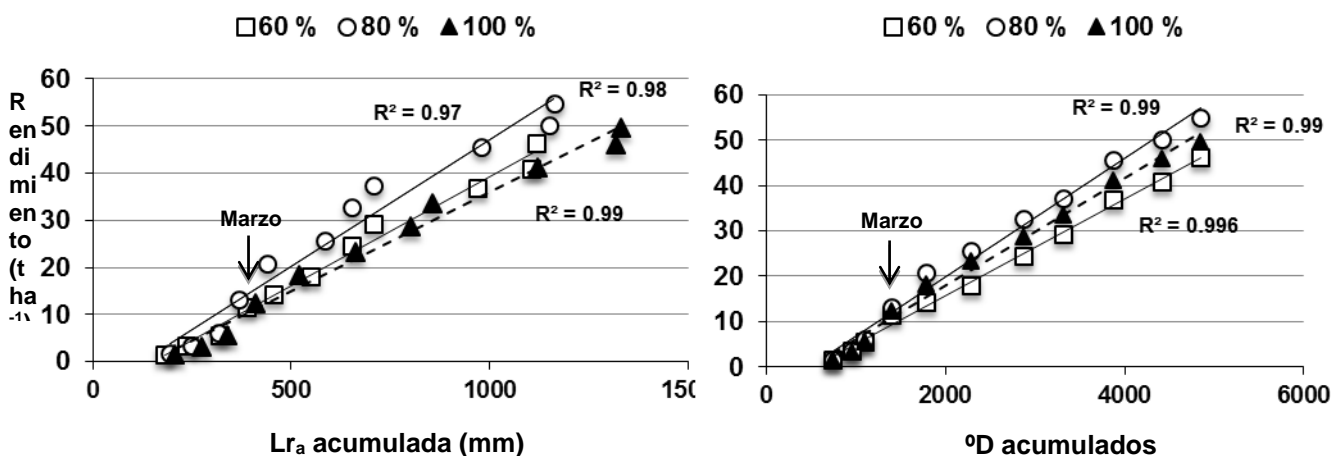 60 % 80 % 100 %
60
50
40
30
20
10
0
R
en
di
mi
en
to
(t
ha
-1)
R² = 0.97
R² = 0.98
R² = 0.99
Marzo
0 500 1000 150
Lrₐ acumulada (mm)
60 % 80 % 100 %
60
50
40
30
20
10
0
R² = 0.99
R² = 0.99
R² = 0.996
Marzo
0 2000 4000 6000
ºD acumulados